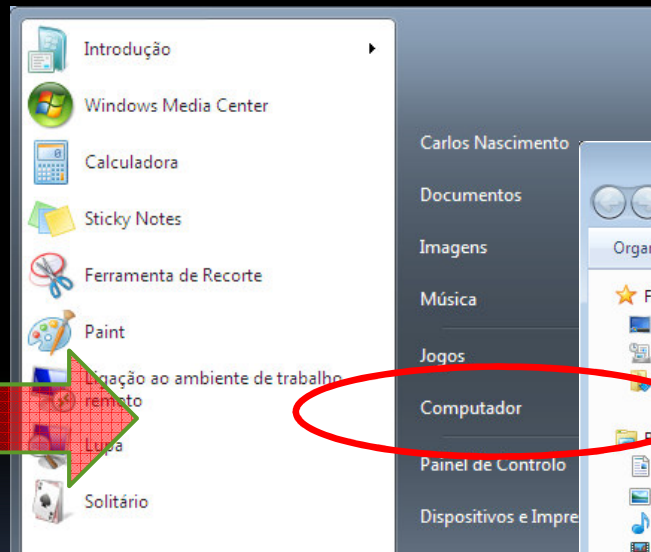 Introdução
Windows Media Center
Calculadora
Sticky Notes
Ferramenta de Recorte
Paint
Ligação ao ambiente de trabalho
remoto
Lupa
Solitário
Carlos Nascimento
Documentos
Imagens
Música
Jogos
Computador
Painel de Controlo
Dispositivos e Impre
Organ
F